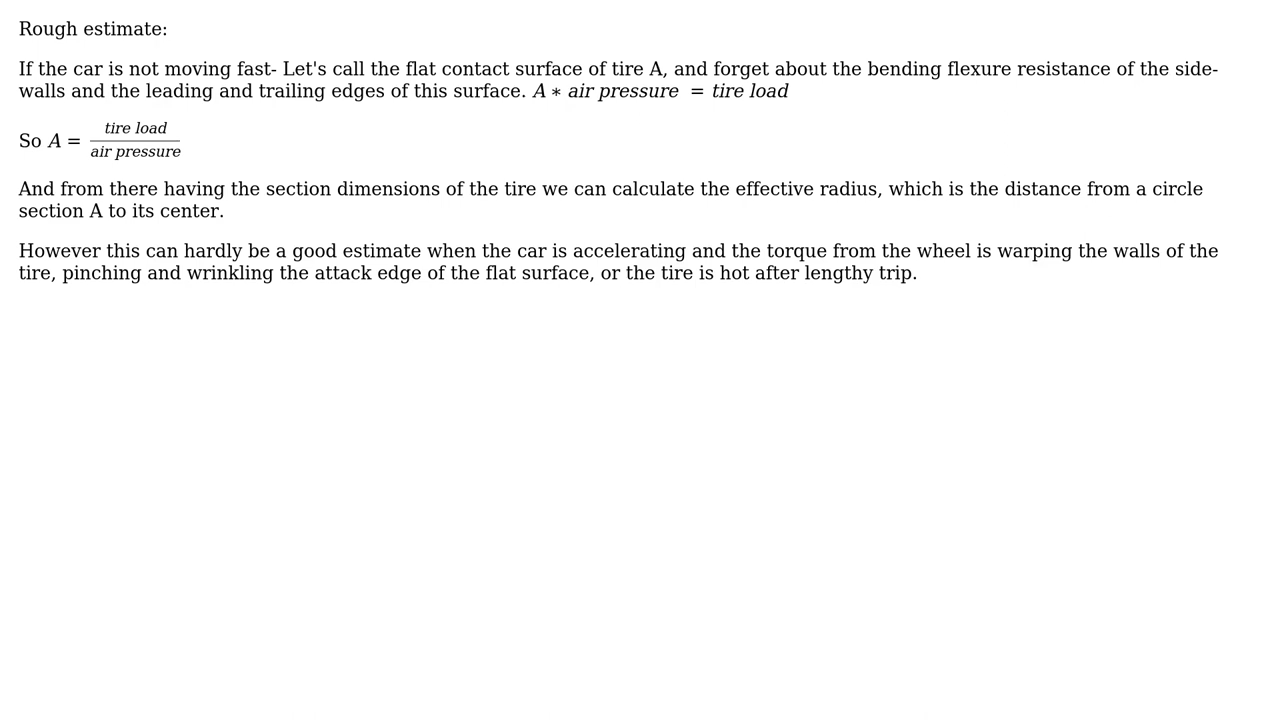 Rough estimate:
If the car is not moving fast- Let's call the flat contact surface of tire A, and forget about the bending flexure resistance of the side-
walls and the leading and trailing edges of this surface. A ∗ air pressure = tire load
So A = tire load / air pressure
And from there having the section dimensions of the tire we can calculate the effective radius, which is the distance from a circle
section A to its center.
However this can hardly be a good estimate when the car is accelerating and the torque from the wheel is warping the walls of the
tire, pinching and wrinkling the attack edge of the flat surface, or the tire is hot after lengthy trip.